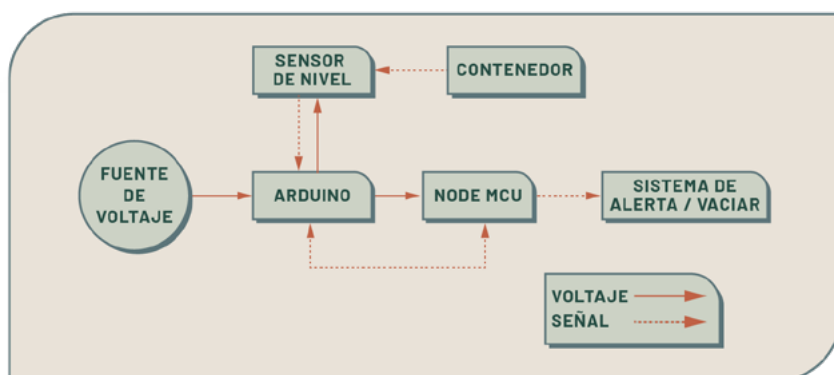 SENSOR
DE NIVEL
CONTENEDOR
FUENTE
DE
VOLTAJE
ARDUINO
NODE MCU
SISTEMA DE
ALERTA / VACIAR
VOLTAJE
SEÑAL